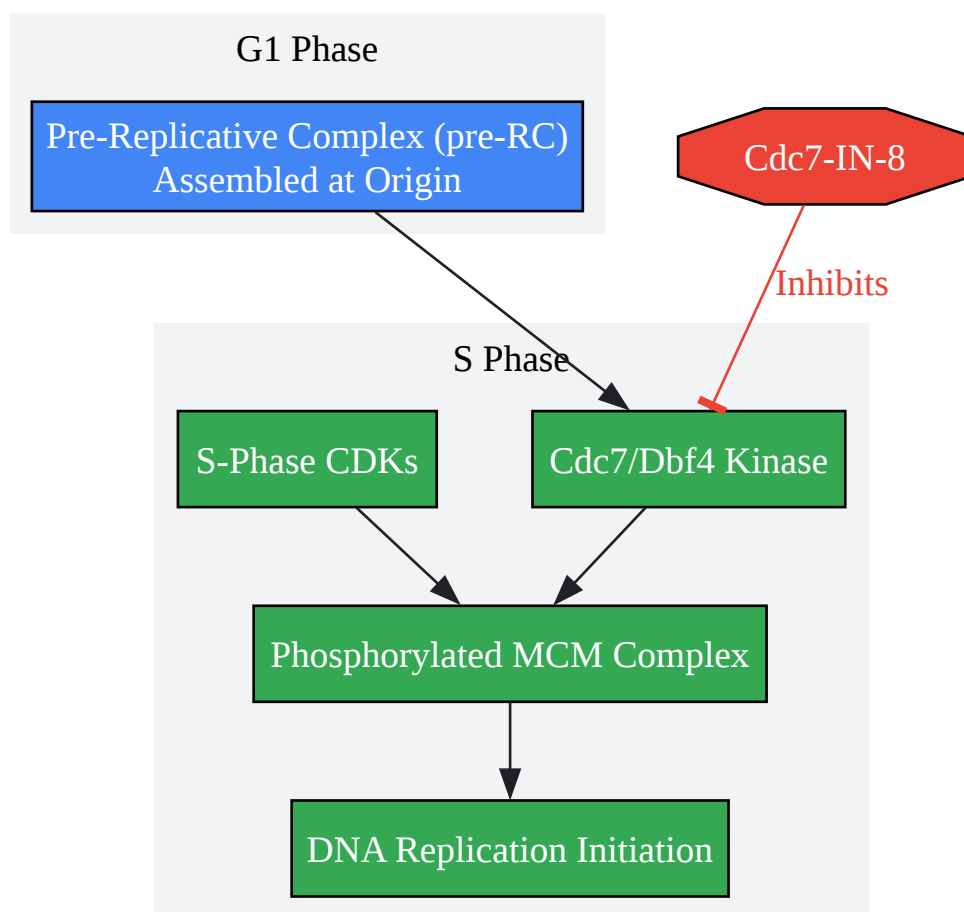 G1 Phase
Pre-Replicative Complex (pre-RC)
Assembled at Origin
Cdc7-IN-8
Inhibits
S Phase
S-Phase CDKs
Cdc7/Dbf4 Kinase
Phosphorylated MCM Complex
DNA Replication Initiation